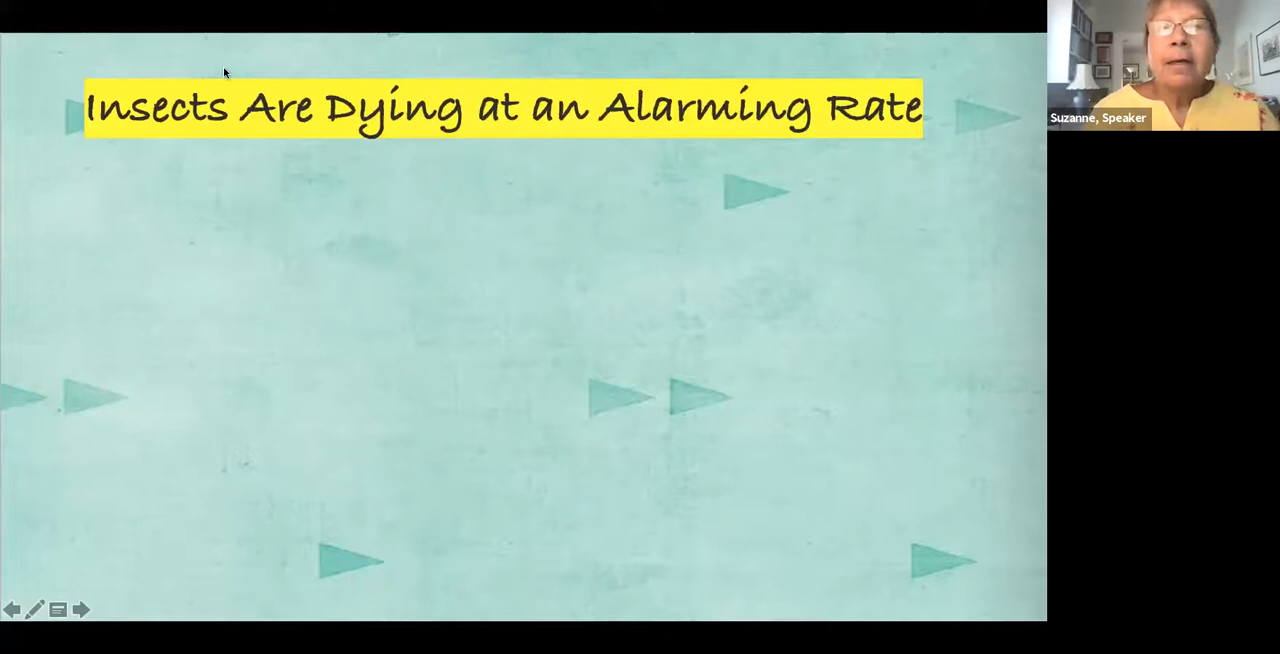 Insects Are Dying at an Alarming Rate
Suzanne, Speaker